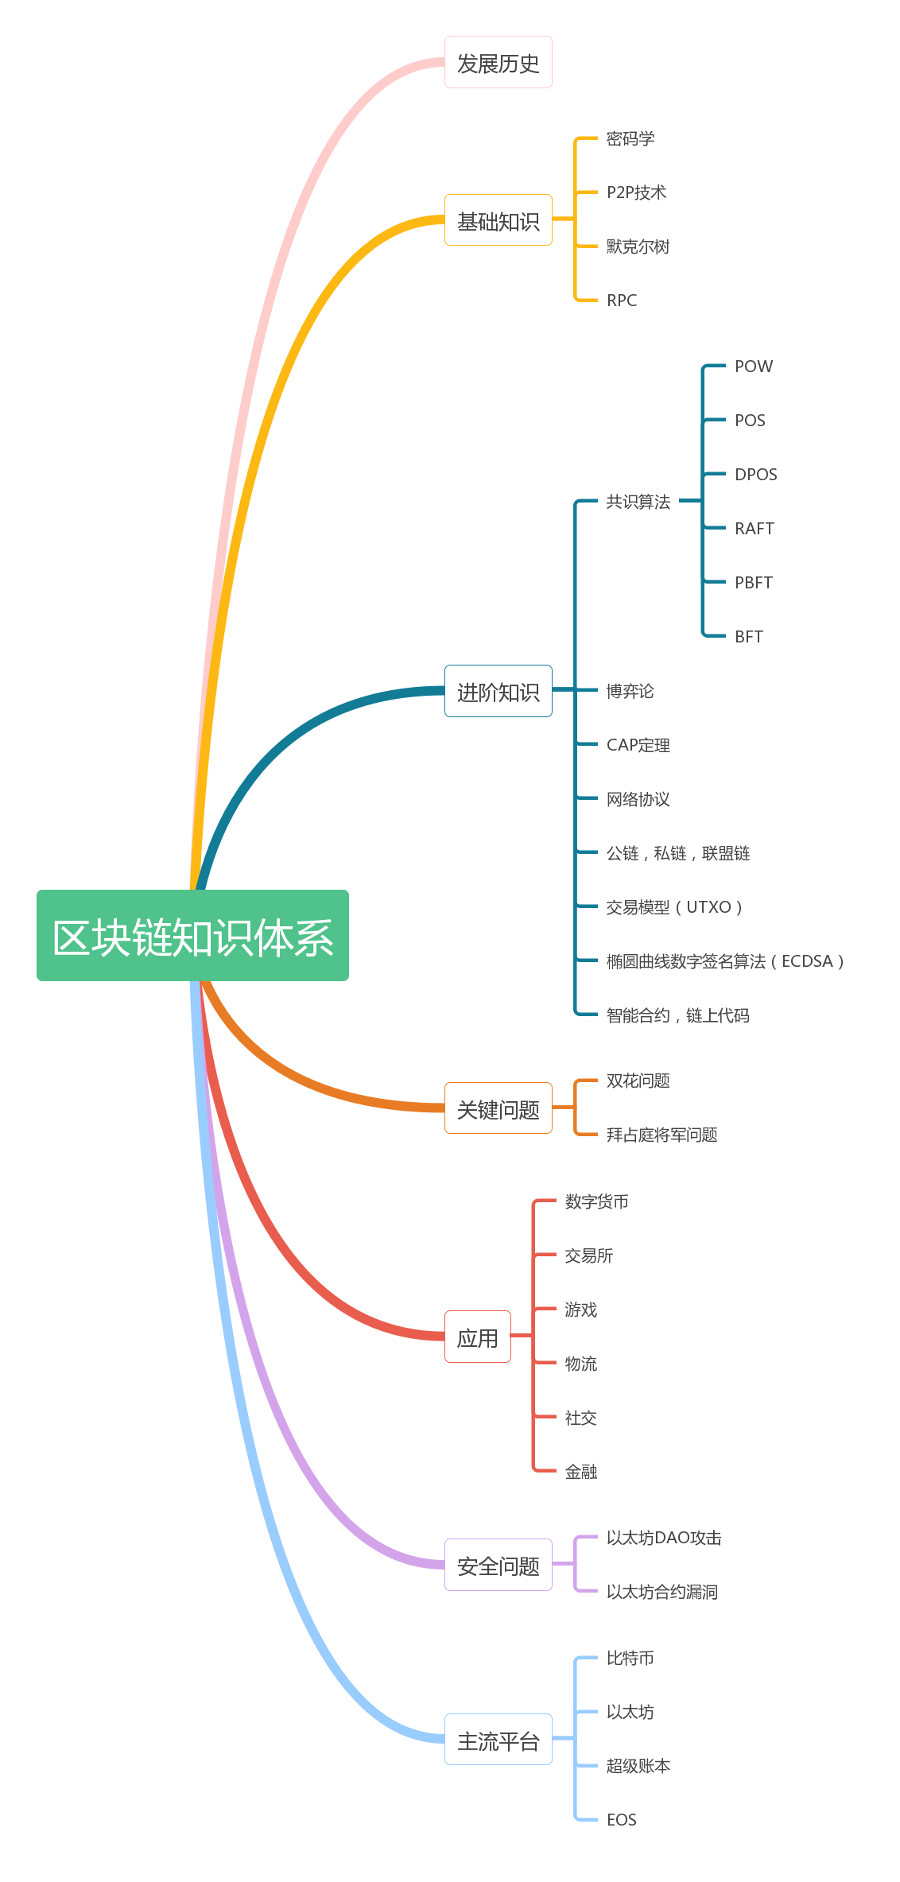 区块链知识体系
发展历史
基础知识
密码学
P2P技术
默克尔树
RPC
进阶知识
共识算法
POW
POS
DPOS
RAFT
PBFT
BFT
博弈论
CAP定理
网络协议
公链，私链，联盟链
交易模型（UTXO）
椭圆曲线数字签名算法（ECDSA）
智能合约，链上代码
关键问题
双花问题
拜占庭将军问题
应用
数字货币
交易所
游戏
物流
社交
金融
安全问题
以太坊DAO攻击
以太坊合约漏洞
主流平台
比特币
以太坊
超级账本
EOS